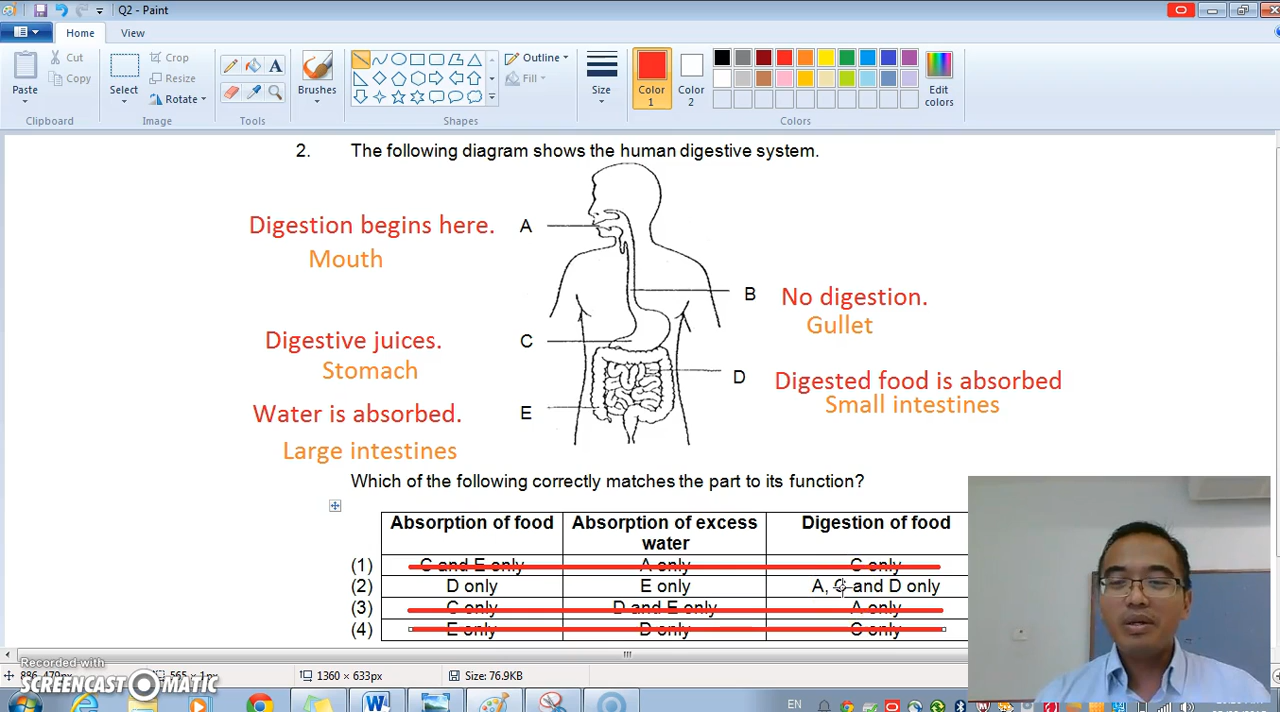 Q2 - Paint
Home
View
Paste
Cut
Copy
Clipboard
Select
Crop
Resize
Rotate
Image
A
Tools
Brushes
Outline
Fill
Shapes
Size
Color 1
Color 2
Edit colors
Colors
2. The following diagram shows the human digestive system.
Digestion begins here. A
Mouth
B No digestion.
Gullet
Digestive juices. C
Stomach
D Digested food is absorbed
Small intestines
Water is absorbed. E
Large intestines
Which of the following correctly matches the part to its function?
Absorption of food Absorption of excess water Digestion of food
(1) C and E only A only C only
(2) D only E only A, C and D only
(3) C only D and E only A only
(4) E only D only C only
Recorded with
SCREENCAST MATIC
1360 × 633px
Size: 76.9KB
EN